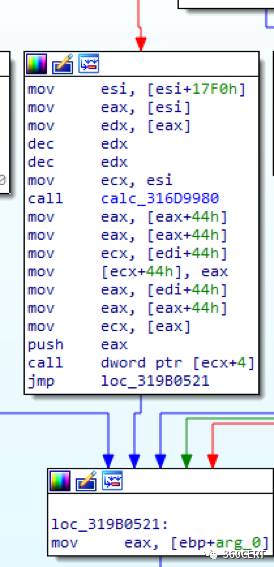 mov esi, [esi+17F0h]
mov eax, [esi]
mov edx, [eax]
dec edx
dec edx
mov ecx, esi
call calc_316D9980
mov eax, [eax+44h]
mov eax, [eax+44h]
mov ecx, [edi+44h]
mov [ecx+44h], eax
mov eax, [edi+44h]
mov eax, [eax+44h]
mov ecx, [eax]
push eax
call dword ptr [ecx+4]
jmp loc_319B0521
loc_319B0521:
mov eax, [ebp+arg_0]
360CERT